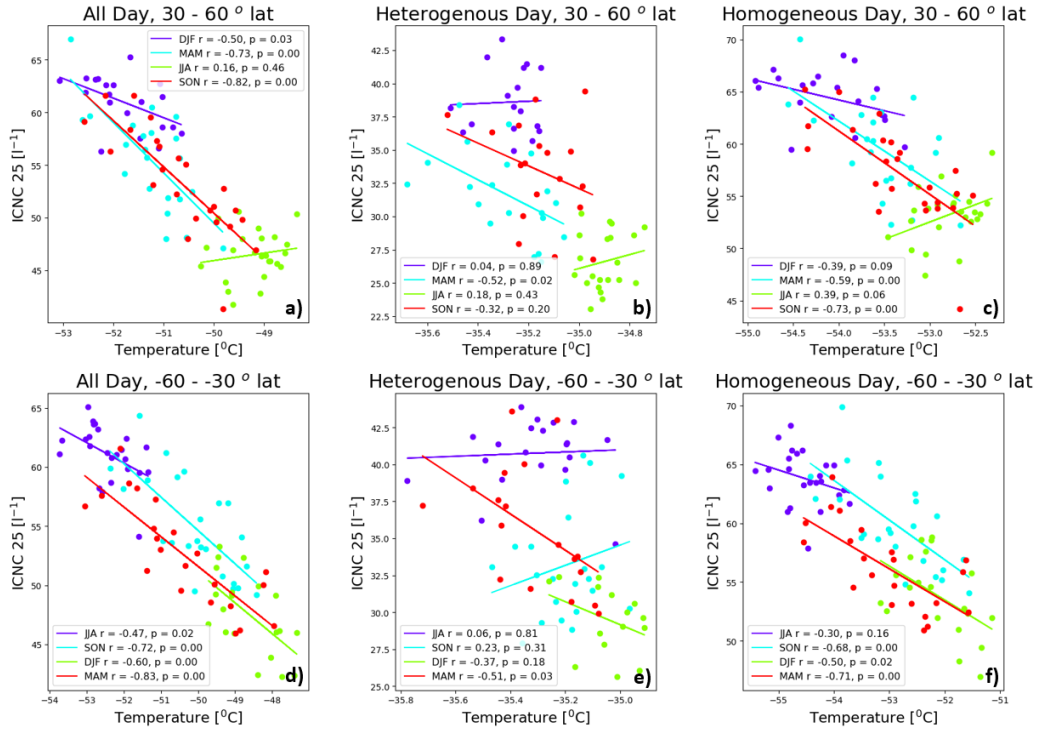 All Day, 30 - 60 ° lat
ICNC 25 [l⁻¹]
65
60
55
50
45
DJF r = -0.50, p = 0.03
MAM r = -0.73, p = 0.00
JJA r = 0.16, p = 0.46
SON r = -0.82, p = 0.00
a)
-53 -52 -51 -50 -49
Temperature [⁰C]
Heterogenous Day, 30 - 60 ° lat
ICNC 25 [l⁻¹]
42.5
40.0
37.5
35.0
32.5
30.0
27.5
25.0
22.5
DJF r = 0.04, p = 0.89
MAM r = -0.52, p = 0.02
JJA r = 0.18, p = 0.43
SON r = -0.32, p = 0.20
b)
-35.6 -35.4 -35.2 -35.0 -34.8
Temperature [⁰C]
Homogeneous Day, 30 - 60 ° lat
ICNC 25 [l⁻¹]
70
65
60
55
50
45
DJF r = -0.39, p = 0.09
MAM r = -0.59, p = 0.00
JJA r = 0.39, p = 0.06
SON r = -0.73, p = 0.00
c)
-55.0 -54.5 -54.0 -53.5 -53.0 -52.5
Temperature [⁰C]
All Day, -60 - -30 ° lat
ICNC 25 [l⁻¹]
65
60
55
50
45
JJA r = -0.47, p = 0.02
SON r = -0.72, p = 0.00
DJF r = -0.60, p = 0.00
MAM r = -0.83, p = 0.00
d)
-54 -53 -52 -51 -50 -49 -48
Temperature [⁰C]
Heterogenous Day, -60 - -30 ° lat
ICNC 25 [l⁻¹]
42.5
40.0
37.5
35.0
32.5
30.0
27.5
25.0
JJA r = 0.06, p = 0.81
SON r = 0.23, p = 0.31
DJF r = -0.37, p = 0.18
MAM r = -0.51, p = 0.03
e)
-35.8 -35.6 -35.4 -35.2 -35.0
Temperature [⁰C]
Homogeneous Day, -60 - -30 ° lat
ICNC 25 [l⁻¹]
70
65
60
55
50
JJA r = -0.30, p = 0.16
SON r = -0.68, p = 0.00
DJF r = -0.50, p = 0.02
MAM r = -0.71, p = 0.00
f)
-55 -54 -53 -52 -51
Temperature [⁰C]